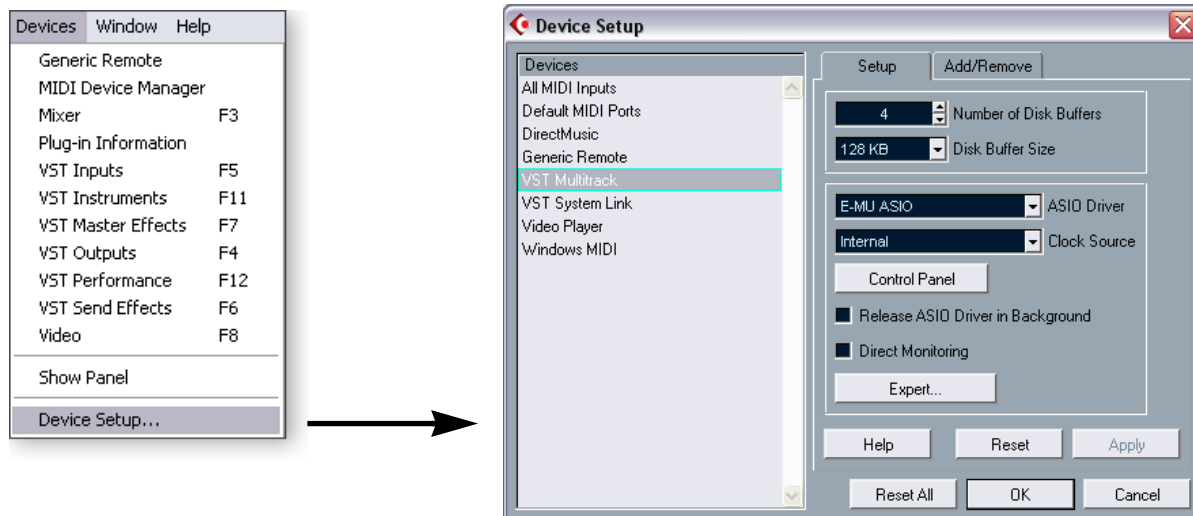 Devices Window Help
Generic Remote
MIDI Device Manager
Mixer F3
Plug-in Information
VST Inputs F5
VST Instruments F11
VST Master Effects F7
VST Outputs F4
VST Performance F12
VST Send Effects F6
Video F8
Show Panel
Device Setup...
Device Setup
Devices
All MIDI Inputs
Default MIDI Ports
DirectMusic
Generic Remote
VST Multitrack
VST System Link
Video Player
Windows MIDI
Setup Add/Remove
4 Number of Disk Buffers
128 KB Disk Buffer Size
E-MU ASIO ASIO Driver
Internal Clock Source
Control Panel
Release ASIO Driver in Background
Direct Monitoring
Expert...
Help Reset Apply
Reset All OK Cancel